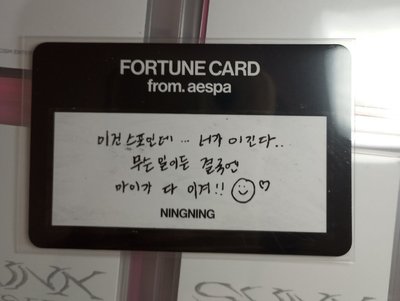 FORTUNE CARD
from. aespa
이건 스포인데 … 너가 이긴다..
무슨 일이든 결국엔
마이가 다 이겨!! ☺ ♡
NINGNING